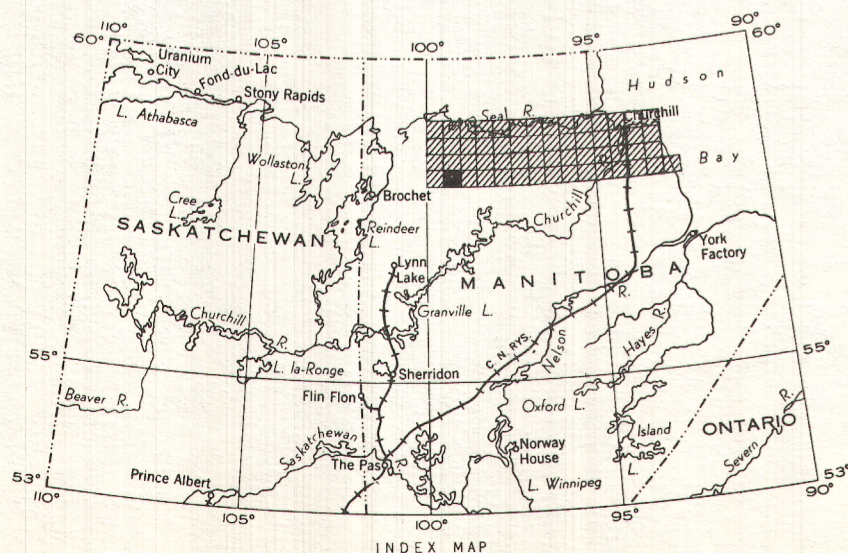 110°
105°
100°
95°
90°
60°
60°
Uranium
City
Fond-du-Lac
Stony Rapids
L. Athabasca
Hudson
Seal R.
Churchill
Bay
Wollaston
L.
Cree
L.
Brochet
Reindeer
L.
SASKATCHEWAN
Churchill
York
Factory
Lynn
Lake
MANITOBA
Granville L.
R.
Churchill
R.
C. N. RYS.
Nelson
Hayes R.
55°
55°
L. la-Ronge
Sherridon
Beaver R.
Flin Flon
Oxford L.
Island
L.
ONTARIO
Severn R.
Saskatchewan
R.
The Pas
Norway
House
Prince Albert
L. Winnipeg
53°
53°
110°
105°
100°
95°
90°
INDEX MAP